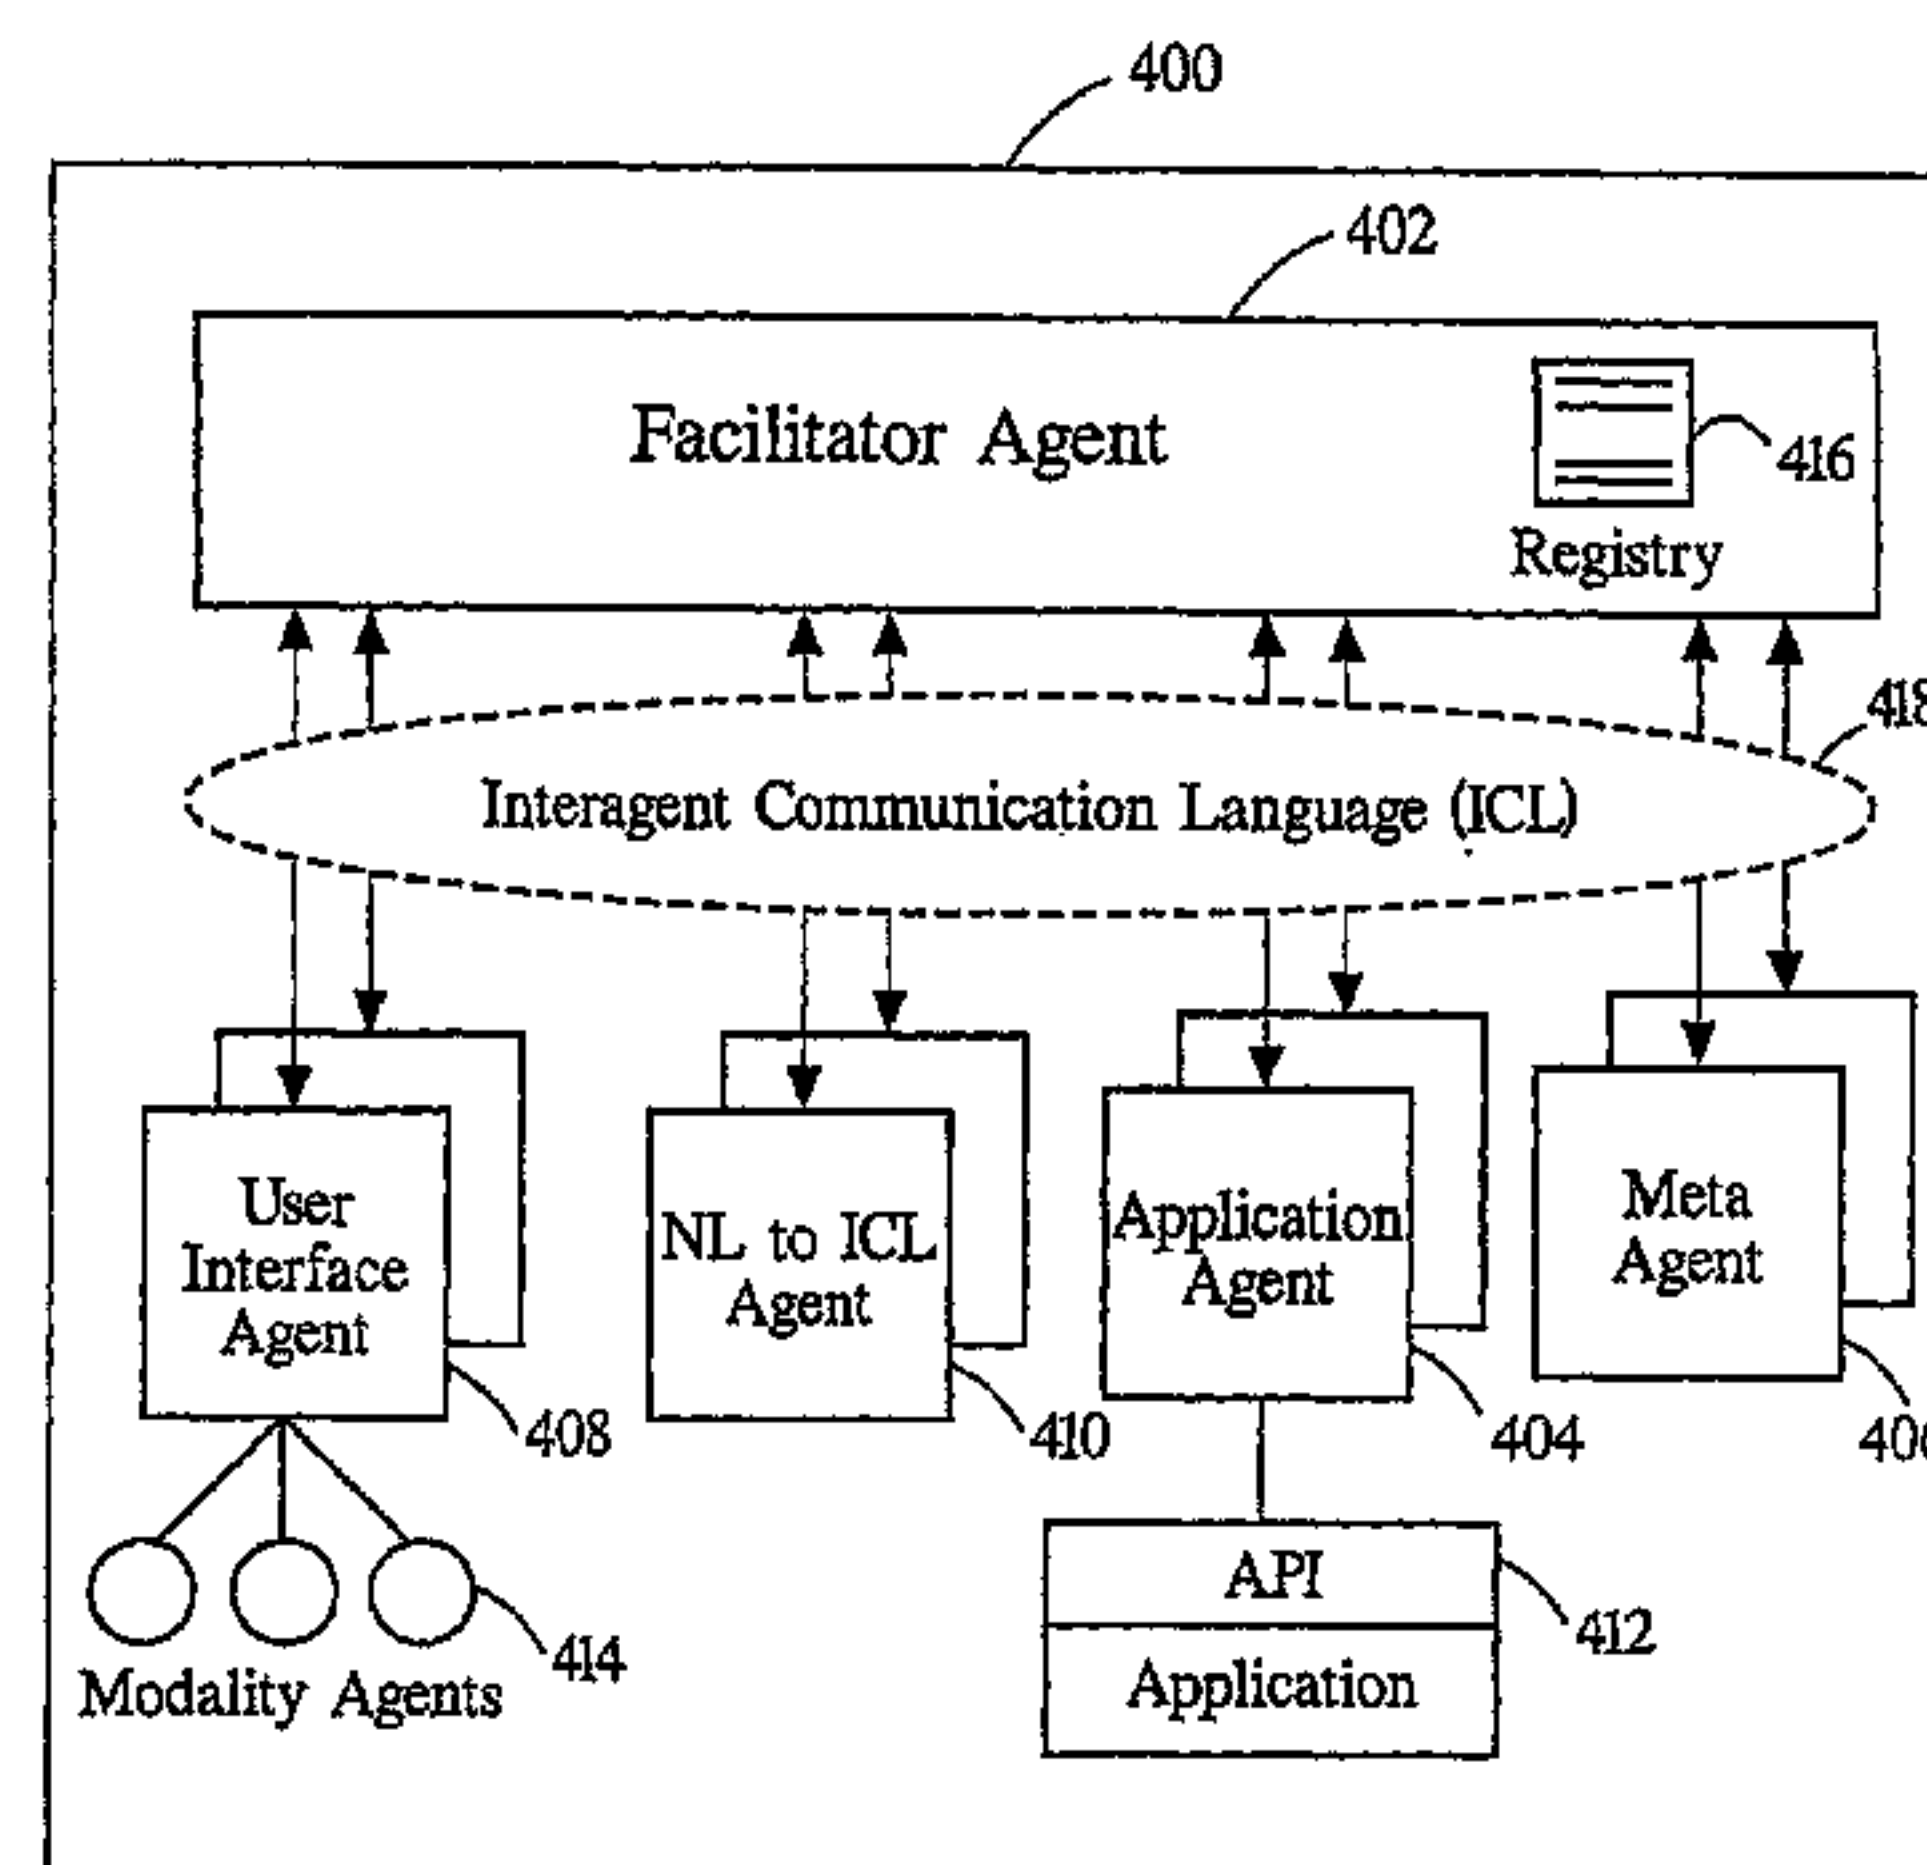 400
402
Facilitator Agent
416
Registry
418
Interagent Communication Language (ICL)
User
Interface
Agent
408
NL to ICL
Agent
410
Application
Agent
404
Meta
Agent
API
412
Application
414
Modality Agents